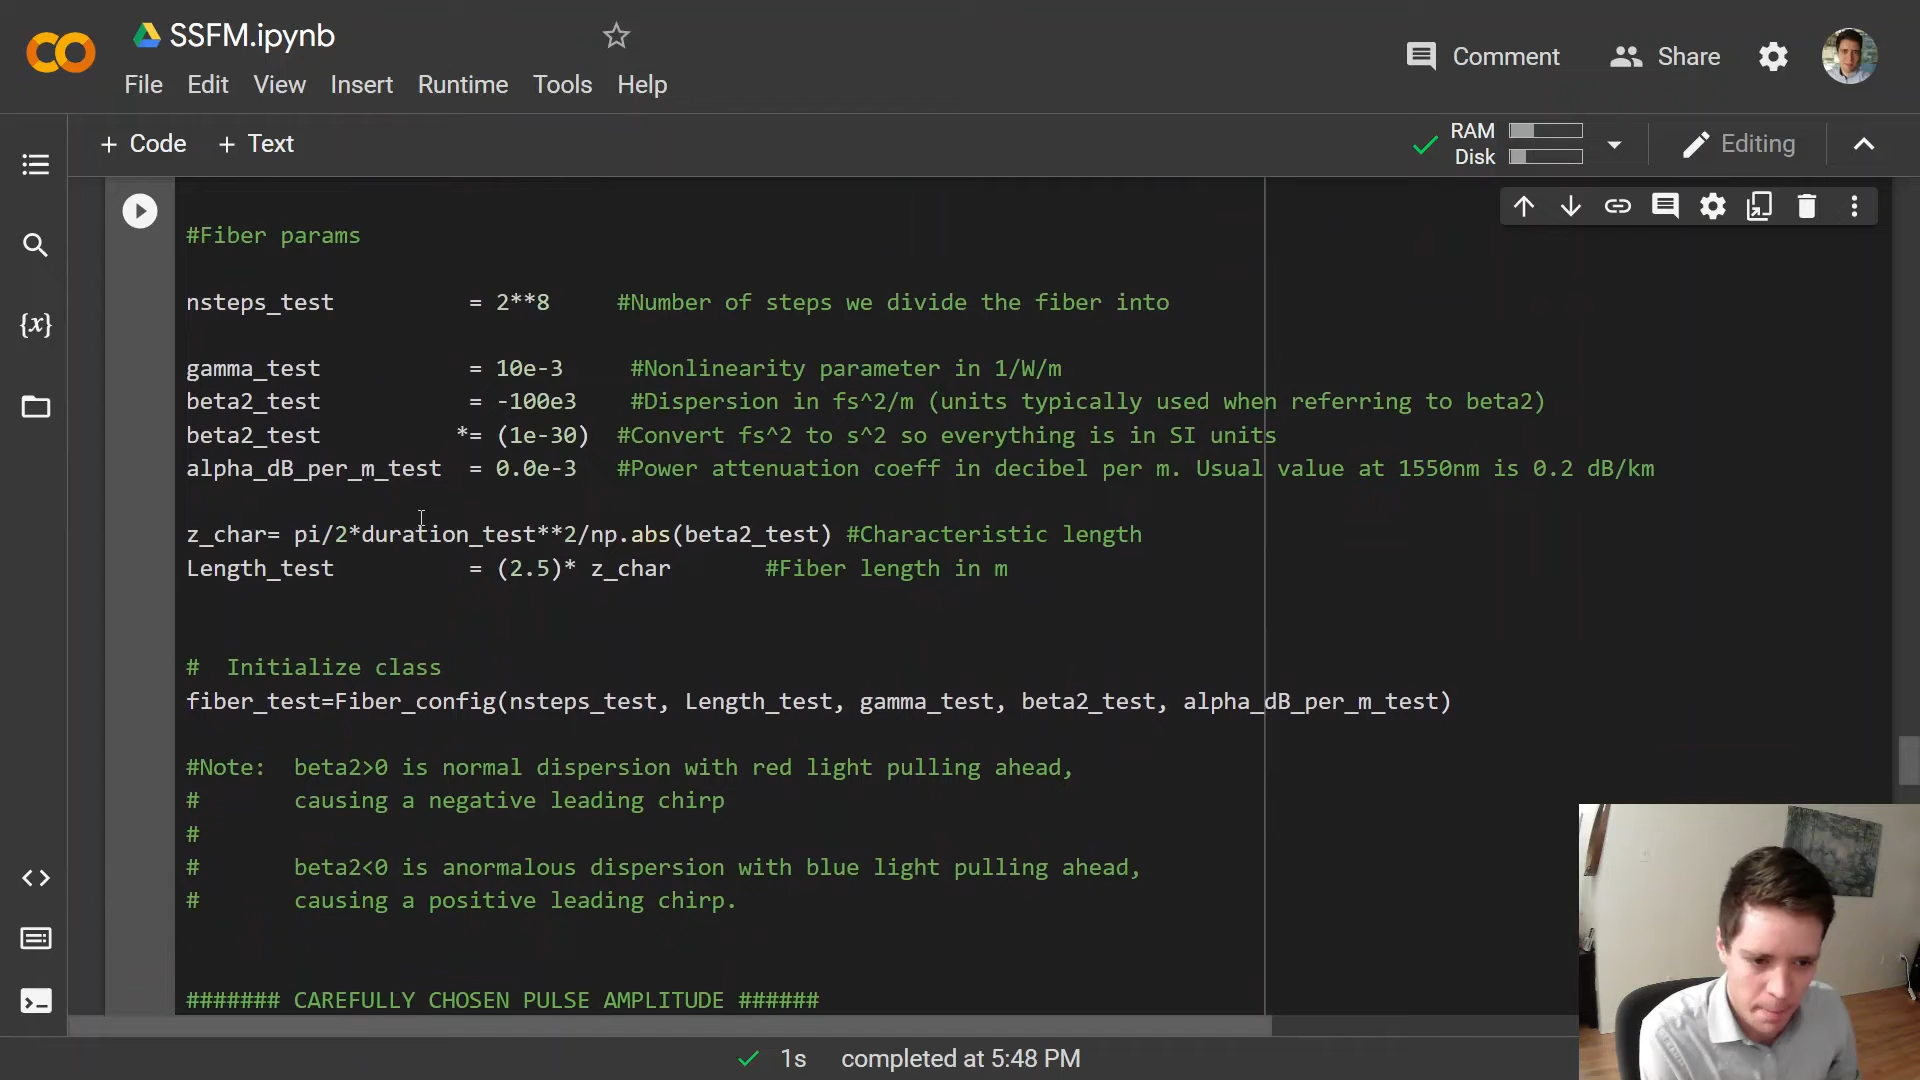 SSFM.ipynb
File Edit View Insert Runtime Tools Help
Comment Share
+ Code + Text
RAM
Disk
Editing
{x}
#Fiber params
nsteps_test = 2**8 #Number of steps we divide the fiber into
gamma_test = 10e-3 #Nonlinearity parameter in 1/W/m
beta2_test = -100e3 #Dispersion in fs^2/m (units typically used when referring to beta2)
beta2_test *= (1e-30) #Convert fs^2 to s^2 so everything is in SI units
alpha_dB_per_m_test = 0.0e-3 #Power attenuation coeff in decibel per m. Usual value at 1550nm is 0.2 dB/km
z_char= pi/2*duration_test**2/np.abs(beta2_test) #Characteristic length
Length_test = (2.5)* z_char #Fiber length in m
# Initialize class
fiber_test=Fiber_config(nsteps_test, Length_test, gamma_test, beta2_test, alpha_dB_per_m_test)
#Note: beta2>0 is normal dispersion with red light pulling ahead,
# causing a negative leading chirp
#
# beta2<0 is anormalous dispersion with blue light pulling ahead,
# causing a positive leading chirp.
####### CAREFULLY CHOSEN PULSE AMPLITUDE ######
1s completed at 5:48 PM